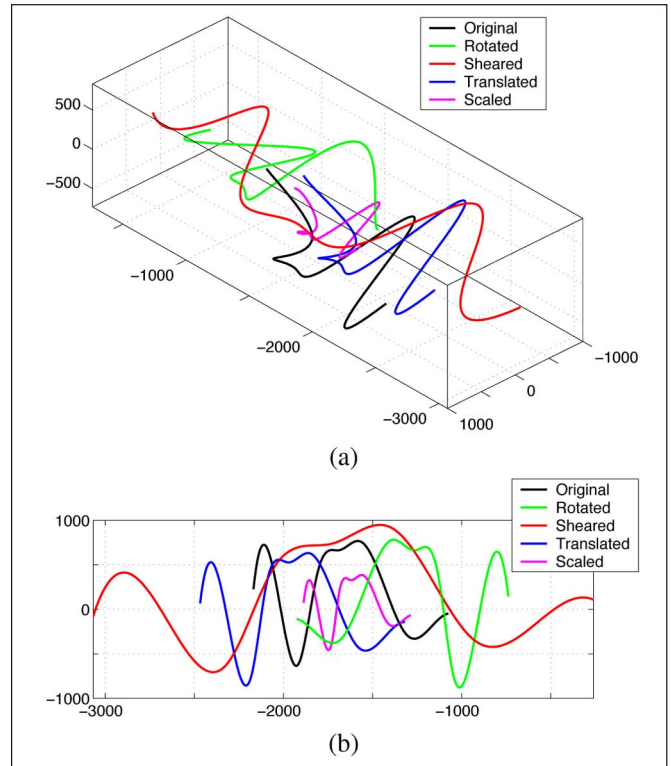 Original
Rotated
Sheared
Translated
Scaled
500
0
−500
−1000
−2000
−3000
1000
0
−1000
(a)
Original
Rotated
Sheared
Translated
Scaled
1000
0
−1000
−3000
−2000
−1000
(b)